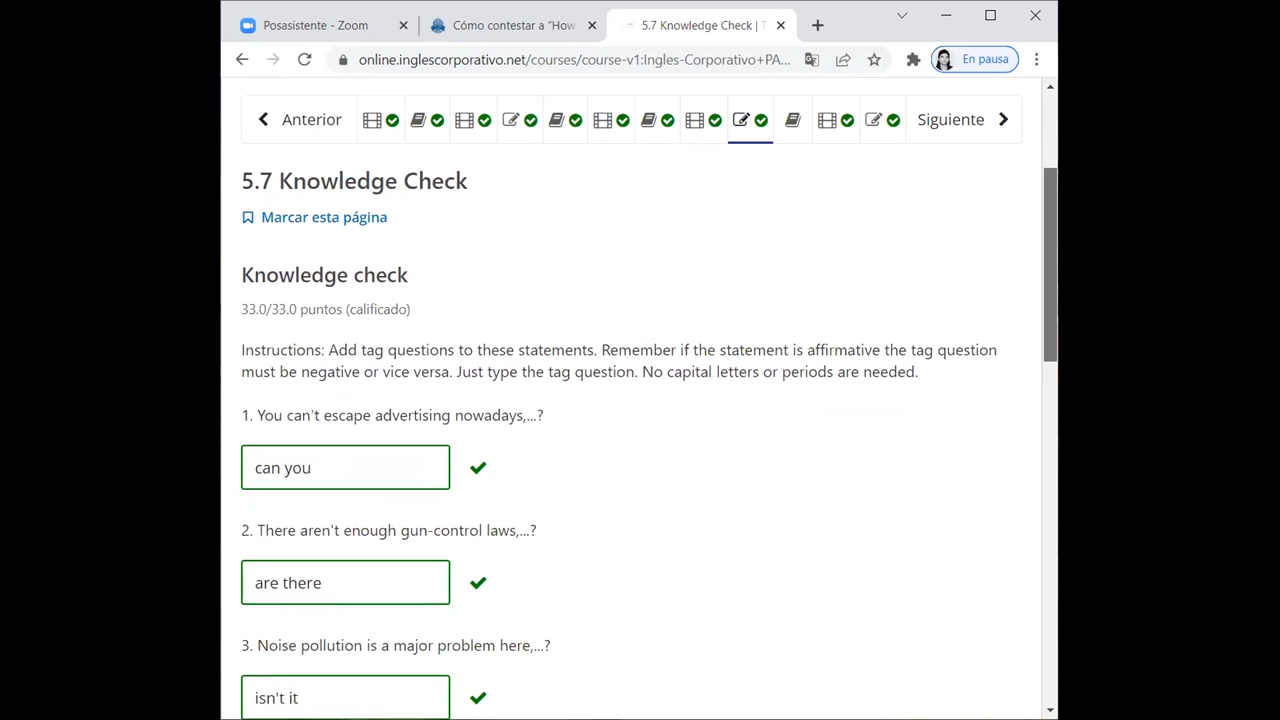 Posasistente - Zoom
Cómo contestar a "How
5.7 Knowledge Check | T
online.inglescorporativo.net/courses/course-v1:Ingles-Corporativo+PA...
En pausa
Anterior
Siguiente
5.7 Knowledge Check
Marcar esta página
Knowledge check
33.0/33.0 puntos (calificado)
Instructions: Add tag questions to these statements. Remember if the statement is affirmative the tag question
must be negative or vice versa. Just type the tag question. No capital letters or periods are needed.
1. You can't escape advertising nowadays,...?
can you
2. There aren't enough gun-control laws,...?
are there
3. Noise pollution is a major problem here,...?
isn't it